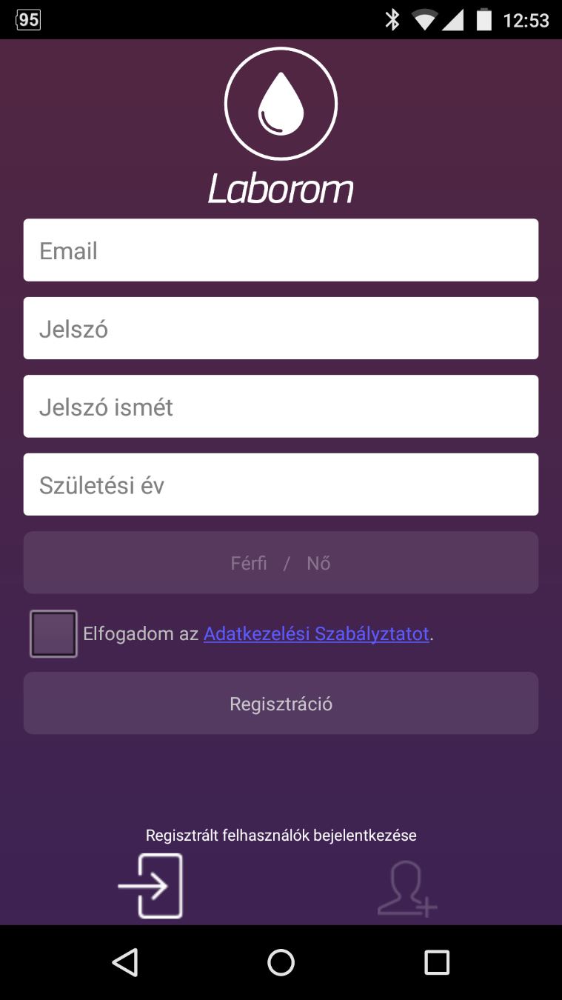 95
12:53
Laborom
Email
Jelszó
Jelszó ismét
Születési év
Férfi / Nő
Elfogadom az Adatkezelési Szabályztatot.
Regisztráció
Regisztrált felhasználók bejelentkezése